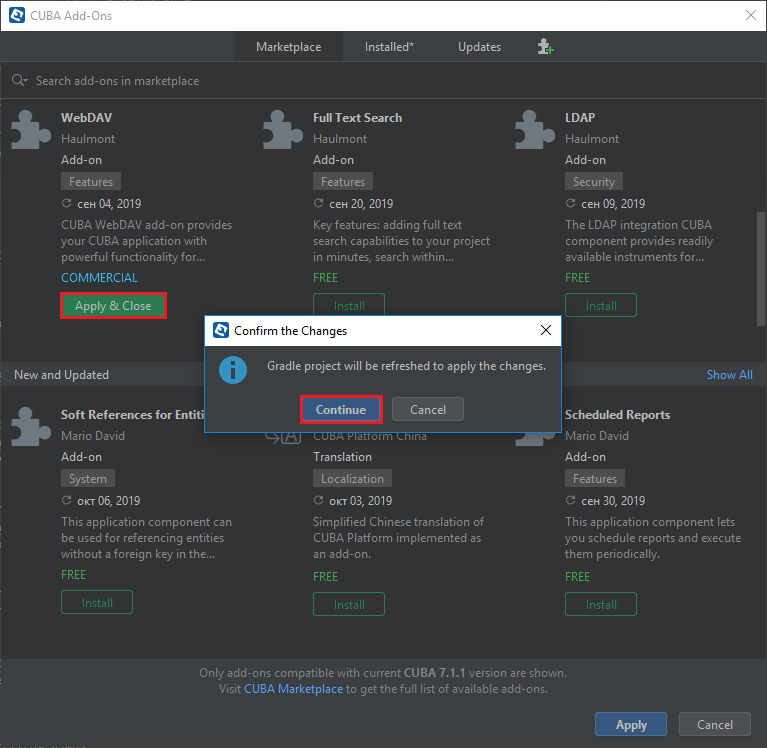 CUBA Add-Ons
Marketplace
Installed*
Updates
Search add-ons in marketplace
WebDAV
Haulmont
Add-on
Features
сен 04, 2019
CUBA WebDAV add-on provides
your CUBA application with
powerful functionality for...
COMMERCIAL
Apply & Close
Full Text Search
Haulmont
Add-on
Features
сен 20, 2019
Key features: adding full text
search capabilities to your project
in minutes, search within...
FREE
Install
LDAP
Haulmont
Add-on
Security
сен 09, 2019
The LDAP integration CUBA
component provides readily
available instruments for...
FREE
Install
Confirm the Changes
Gradle project will be refreshed to apply the changes.
Continue
Cancel
New and Updated
Show All
Soft References for Entiti
Mario David
Add-on
System
окт 06, 2019
This application component can
be used for referencing entities
without a foreign key in the...
FREE
Install
CUBA Platform China
Translation
Localization
окт 03, 2019
Simplified Chinese translation of
CUBA Platform implemented as
an add-on.
FREE
Install
Scheduled Reports
Mario David
Add-on
Features
сен 30, 2019
This application component lets
you schedule reports and execute
them periodically.
FREE
Install
Only add-ons compatible with current CUBA 7.1.1 version are shown.
Visit CUBA Marketplace to get the full list of available add-ons.
Apply
Cancel